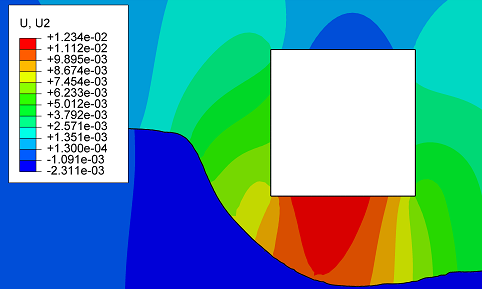 U, U2
+1.234e-02
+1.112e-02
+9.895e-03
+8.674e-03
+7.454e-03
+6.233e-03
+5.012e-03
+3.792e-03
+2.571e-03
+1.351e-03
+1.300e-04
-1.091e-03
-2.311e-03